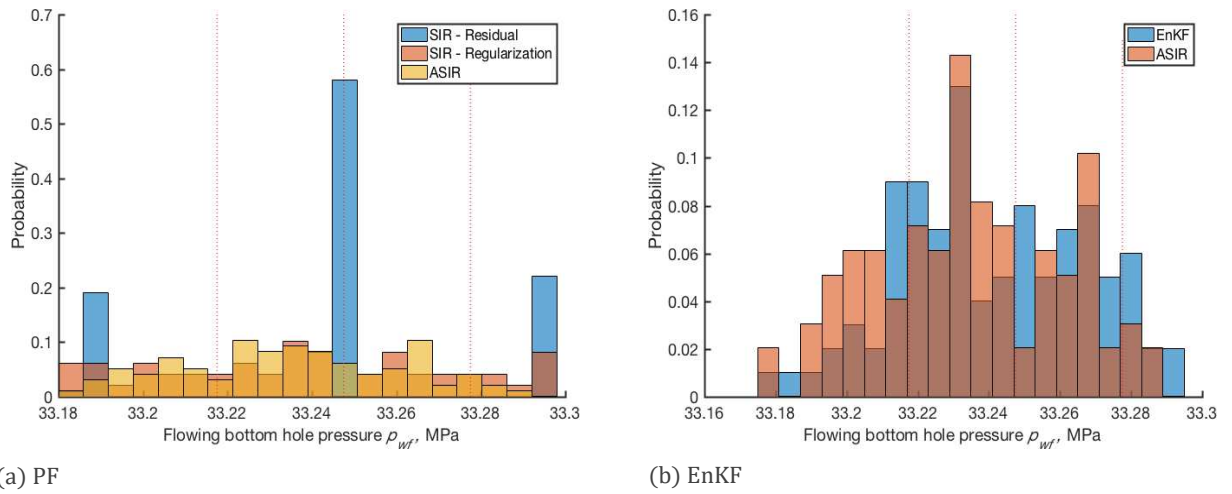 0.7
0.6
0.5
0.4
0.3
0.2
0.1
0
Probability
SIR - Residual
SIR - Regularization
ASIR
33.18 33.2 33.22 33.24 33.26 33.28 33.3
Flowing bottom hole pressure p_wf, MPa
(a) PF
0.16
0.14
0.12
0.1
0.08
0.06
0.04
0.02
0
Probability
EnKF
ASIR
33.16 33.18 33.2 33.22 33.24 33.26 33.28 33.3
Flowing bottom hole pressure p_wf, MPa
(b) EnKF